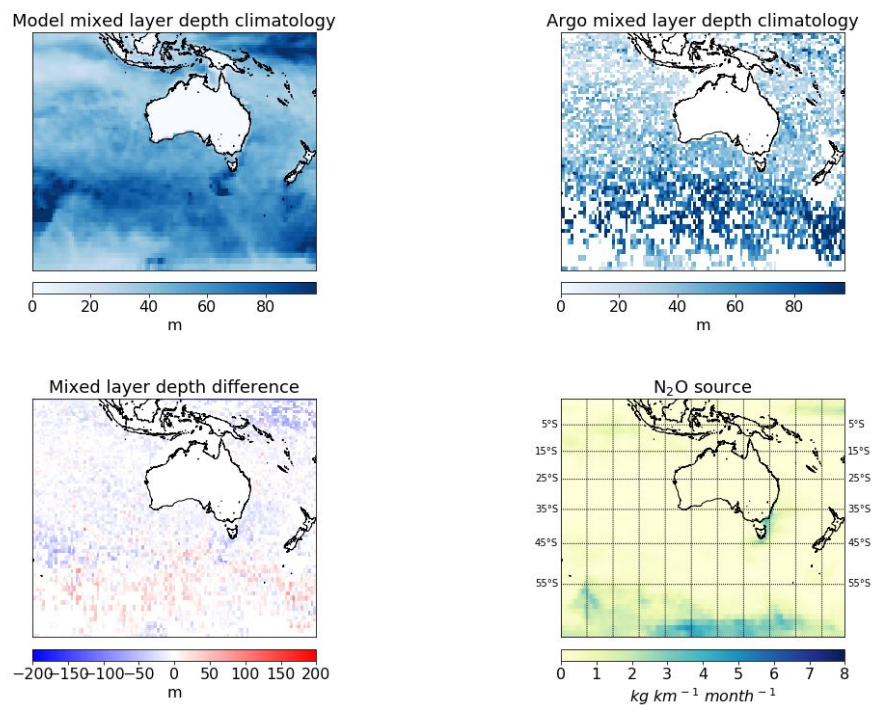 Model mixed layer depth climatology
Argo mixed layer depth climatology
0 20 40 60 80
m
0 20 40 60 80
m
Mixed layer depth difference
N₂O source
5°S 5°S
15°S 15°S
25°S 25°S
35°S 35°S
45°S 45°S
55°S 55°S
−200 −150 −100 −50 0 50 100 150 200
m
0 1 2 3 4 5 6 7 8
kg km⁻¹ month⁻¹